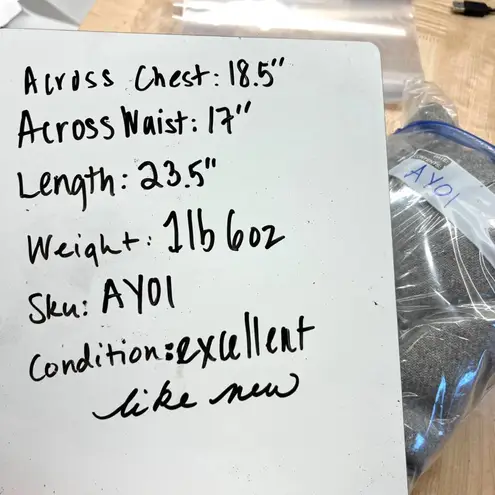 Across Chest: 18.5"
Across Waist: 17"
Length: 23.5"
Weight: 1lb 6oz
Sku: AY01
Condition: excellent
like new
AY01